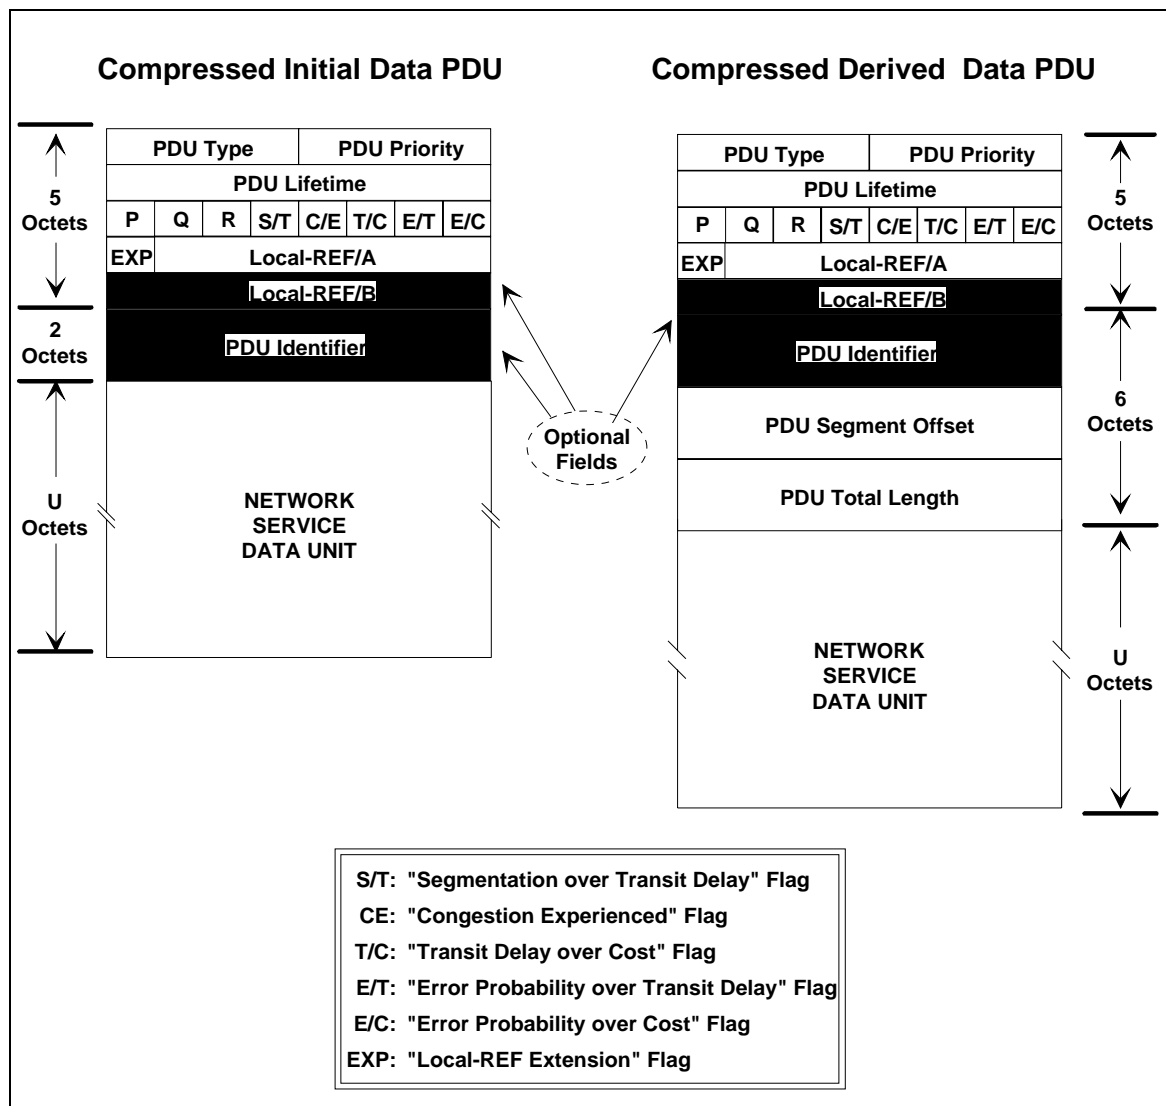 Compressed Initial Data PDU
5
Octets
2
Octets
U
Octets
PDU Type PDU Priority
PDU Lifetime
P Q R S/T C/E T/C E/T E/C
EXP Local-REF/A
Local-REF/B
PDU Identifier
NETWORK
SERVICE
DATA UNIT
Optional
Fields
Compressed Derived Data PDU
PDU Type PDU Priority
PDU Lifetime
P Q R S/T C/E T/C E/T E/C
EXP Local-REF/A
Local-REF/B
PDU Identifier
PDU Segment Offset
PDU Total Length
NETWORK
SERVICE
DATA UNIT
5
Octets
6
Octets
U
Octets
S/T: "Segmentation over Transit Delay" Flag
CE: "Congestion Experienced" Flag
T/C: "Transit Delay over Cost" Flag
E/T: "Error Probability over Transit Delay" Flag
E/C: "Error Probability over Cost" Flag
EXP: "Local-REF Extension" Flag